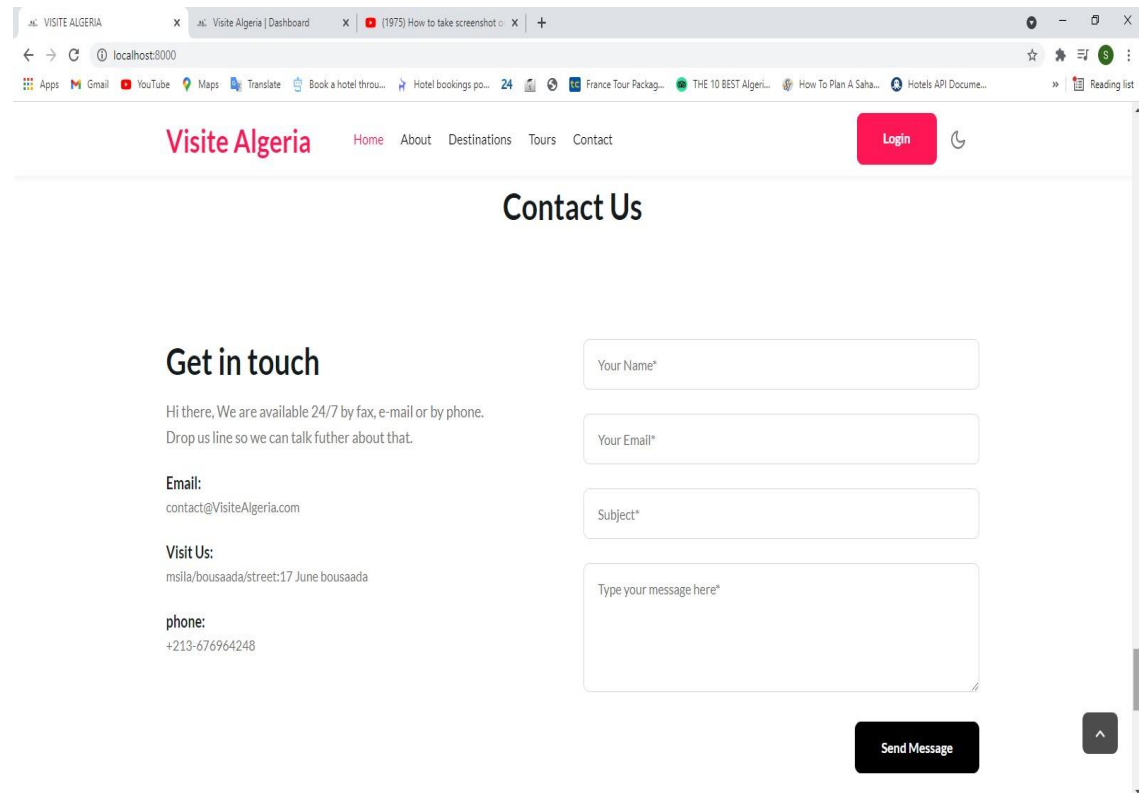 VISITE ALGERIA
Visite Algeria | Dashboard
(1975) How to take screenshot o
localhost:8000
S
Apps Gmail YouTube Maps Translate Book a hotel throu... Hotel bookings po... 24 tc France Tour Packag... THE 10 BEST Algeri... How To Plan A Saha... Hotels API Docume... » Reading list
Visite Algeria Home About Destinations Tours Contact Login
Contact Us
Get in touch
Hi there, We are available 24/7 by fax, e-mail or by phone.
Drop us line so we can talk futher about that.
Email:
contact@VisiteAlgeria.com
Visit Us:
msila/bousaada/street:17 June bousaada
phone:
+213-676964248
Your Name*
Your Email*
Subject*
Type your message here*
Send Message